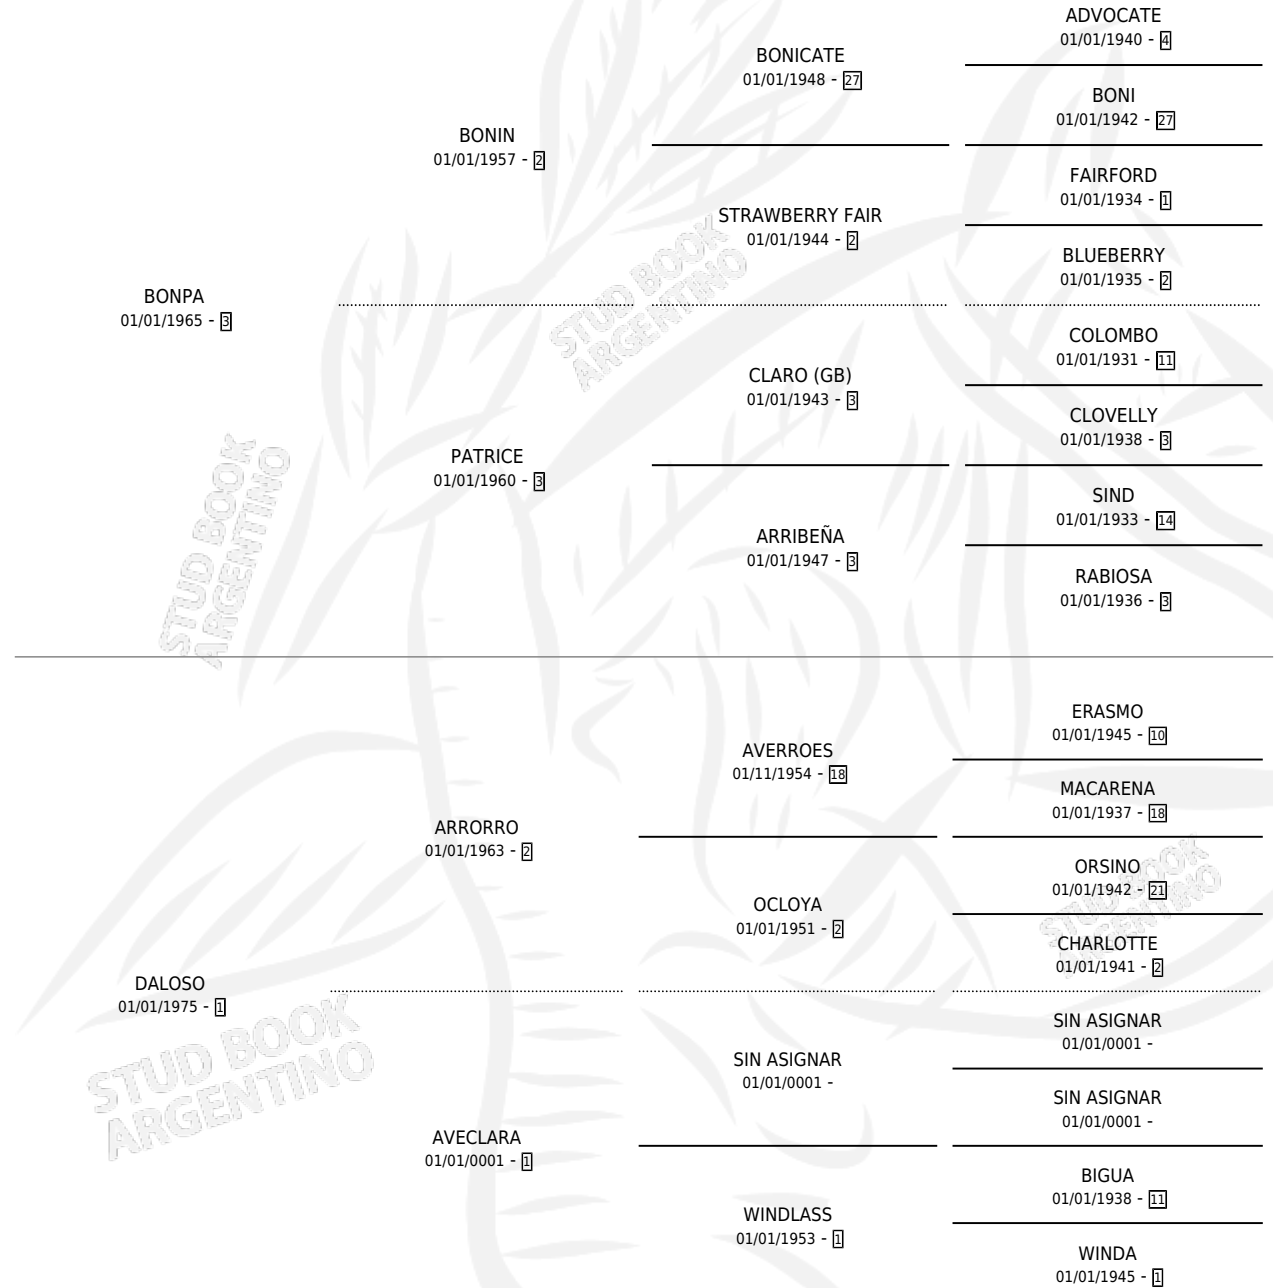 ADVOCATE
01/01/1940 - 4
BONICATE
01/01/1948 - 27
BONI
01/01/1942 - 27
BONIN
01/01/1957 - 2
FAIRFORD
01/01/1934 - 1
STRAWBERRY FAIR
01/01/1944 - 2
BLUEBERRY
01/01/1935 - 2
BONPA
01/01/1965 - 3
COLOMBO
01/01/1931 - 11
CLARO (GB)
01/01/1943 - 3
CLOVELLY
01/01/1938 - 3
PATRICE
01/01/1960 - 3
SIND
01/01/1933 - 14
ARRIBEÑA
01/01/1947 - 3
RABIOSA
01/01/1936 - 3
STUD BOOK
ARGENTINO
STUD BOOK
ARGENTINO
ERASMO
01/01/1945 - 10
AVERROES
01/11/1954 - 18
MACARENA
01/01/1937 - 18
ARRORRO
01/01/1963 - 2
ORSINO
01/01/1942 - 21
OCLOYA
01/01/1951 - 2
CHARLOTTE
01/01/1941 - 2
STUD BOOK
ARGENTINO
DALOSO
01/01/1975 - 1
SIN ASIGNAR
01/01/0001 -
SIN ASIGNAR
01/01/0001 -
SIN ASIGNAR
01/01/0001 -
AVECLARA
01/01/0001 - 1
BIGUA
01/01/1938 - 11
WINDLASS
01/01/1953 - 1
WINDA
01/01/1945 - 1
STUD BOOK
ARGENTINO